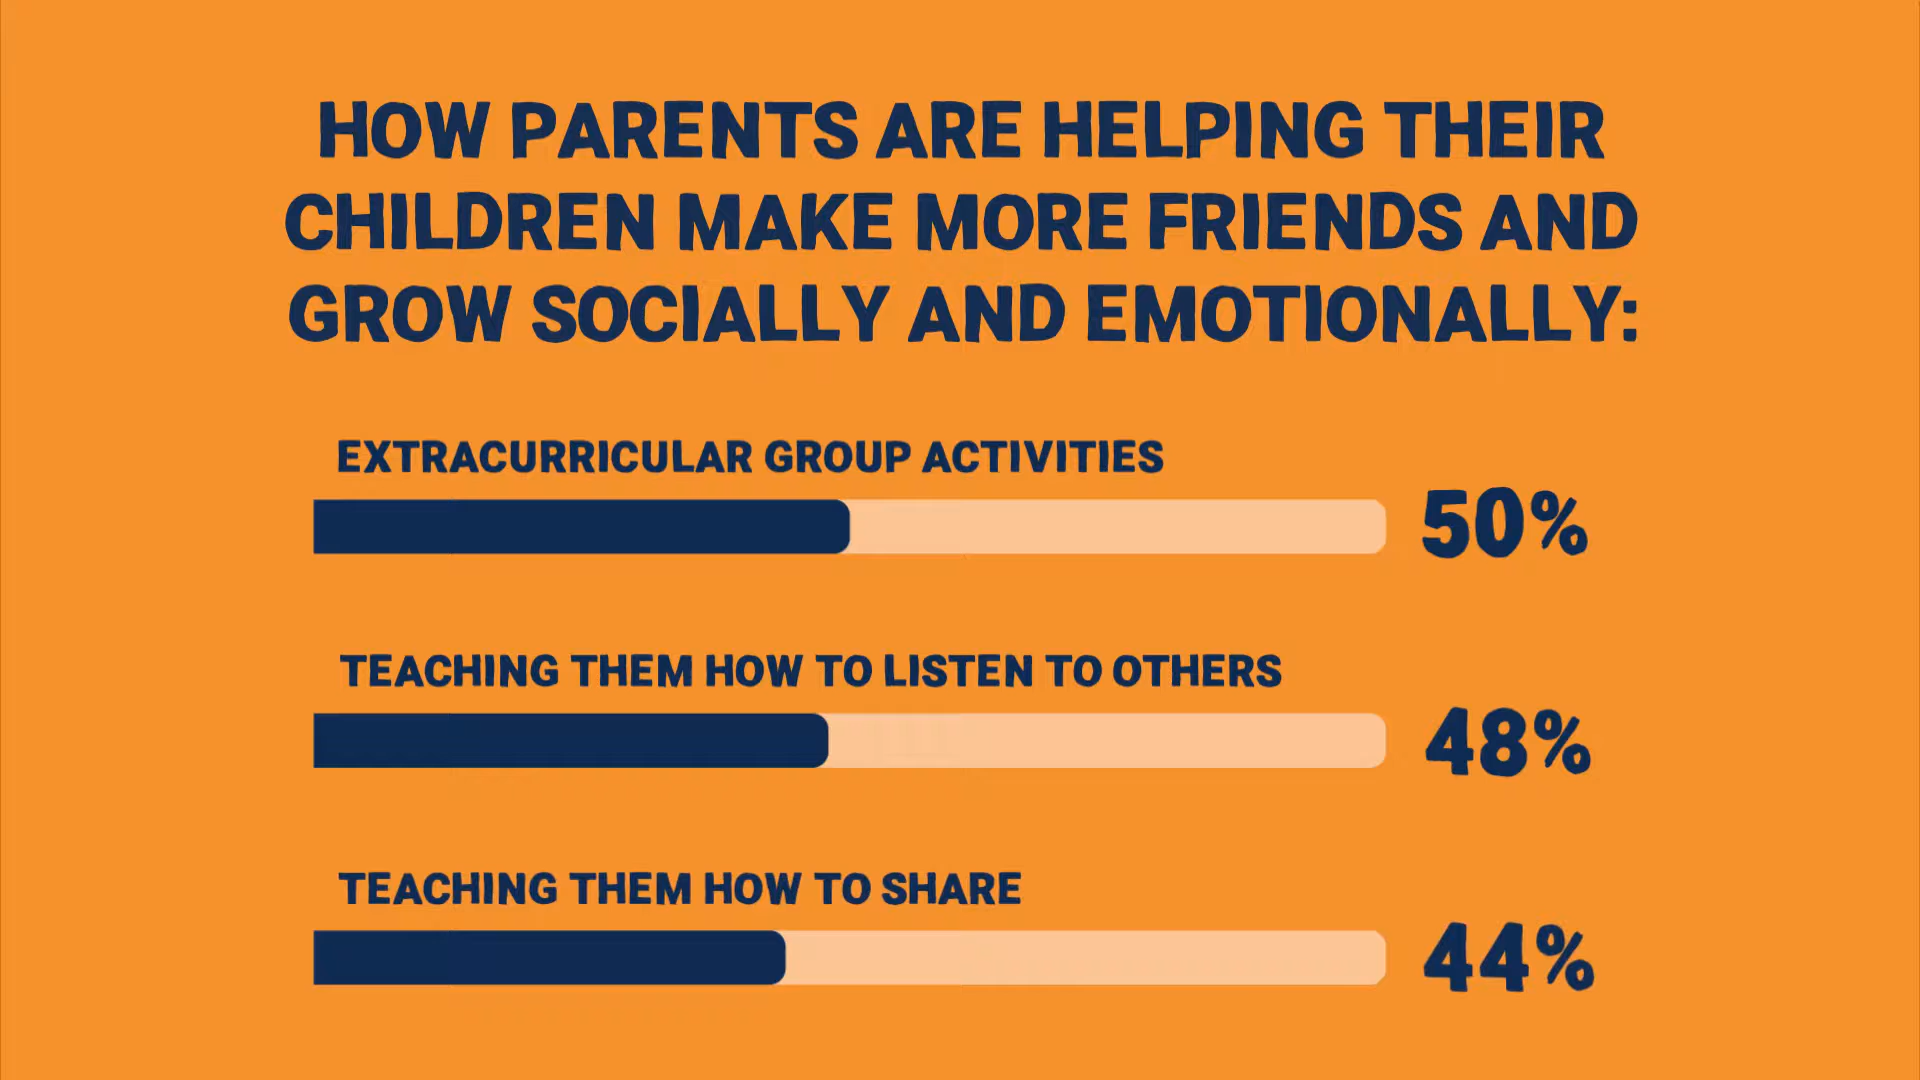 HOW PARENTS ARE HELPING THEIR
CHILDREN MAKE MORE FRIENDS AND
GROW SOCIALLY AND EMOTIONALLY:
EXTRACURRICULAR GROUP ACTIVITIES
50%
TEACHING THEM HOW TO LISTEN TO OTHERS
48%
TEACHING THEM HOW TO SHARE
44%